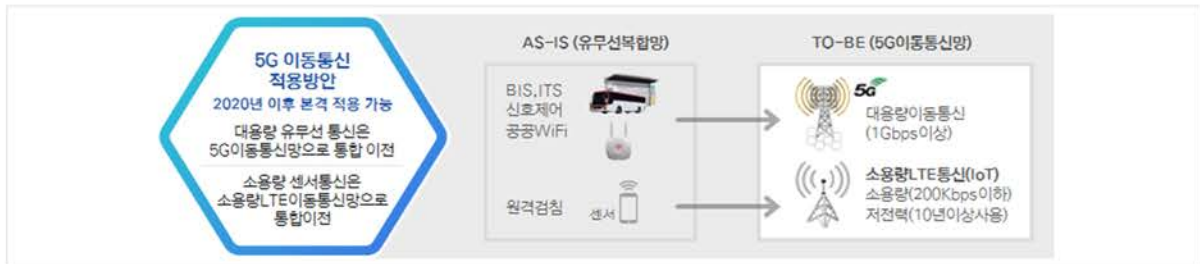 5G 이동통신
적용방안
2020년 이후 본격 적용 가능
대용량 유무선 통신은
5G이동통신망으로 통합 이전
소용량 센서통신은
소용량LTE이동통신망으로
통합이전
AS-IS (유무선복합망)
BIS,ITS
신호제어
공공WiFi
원격검침
센서
TO-BE (5G이동통신망)
5G
대용량이동통신
(1Gbps이상)
소용량LTE통신(IoT)
소용량(200Kbps이하)
저전력(10년이상사용)